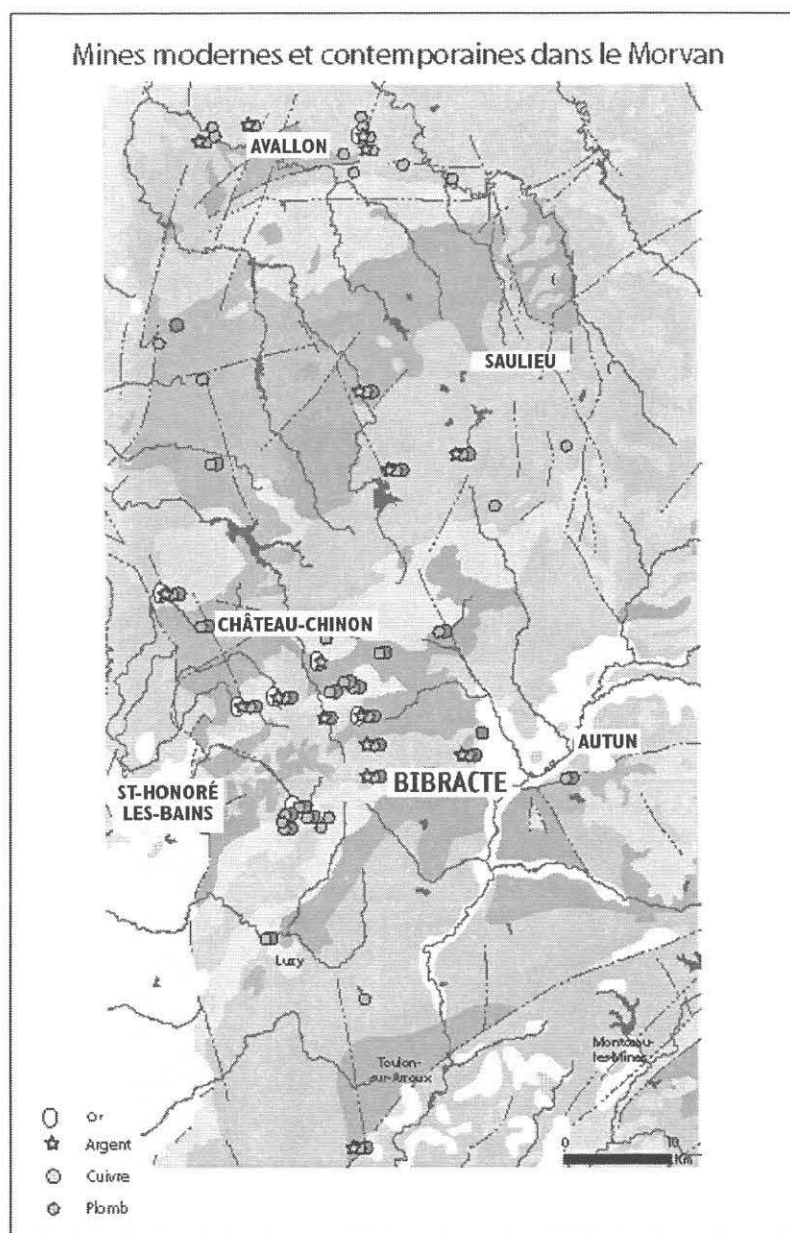 Mines modernes et contemporaines dans le Morvan
AVALLON
SAULIEU
CHÂTEAU-CHINON
AUTUN
ST-HONORÉ
LES-BAINS
BIBRACTE
Luzy
Montceau-
les-Mines
Toulon-
sur-Arroux
Or
Argent
Cuivre
Plomb
0 10
Km